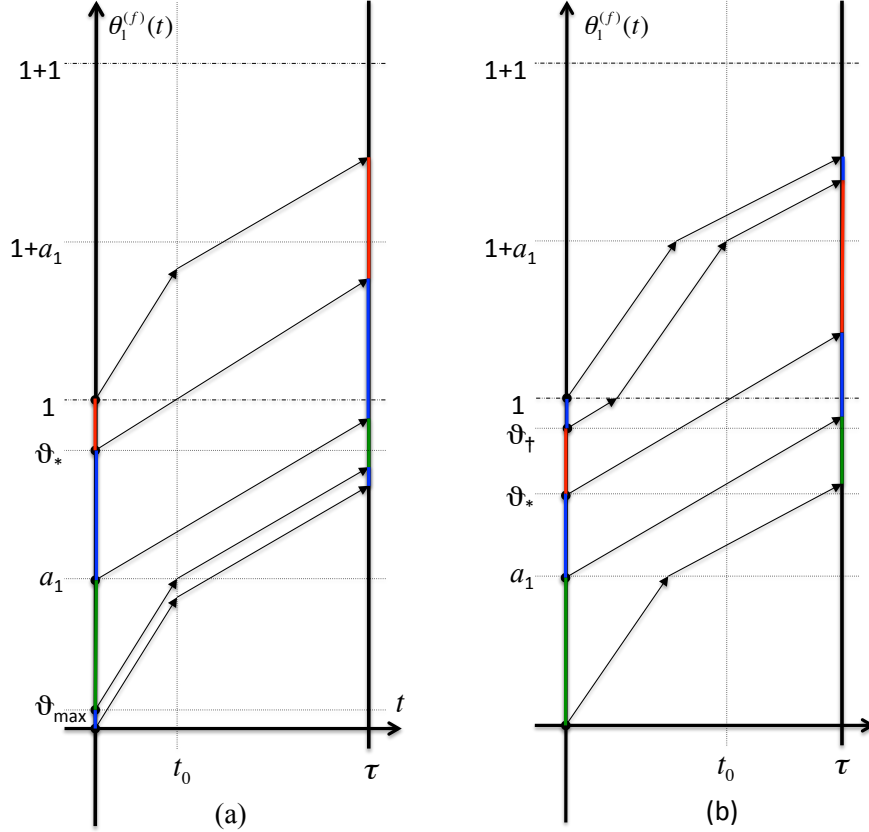 θ₁⁽ᶠ⁾(t)
1+1
1+a₁
1
ϑ*
a₁
ϑmax
t
t₀
τ
(a)
θ₁⁽ᶠ⁾(t)
1+1
1+a₁
1
ϑ†
ϑ*
a₁
t₀
τ
(b)